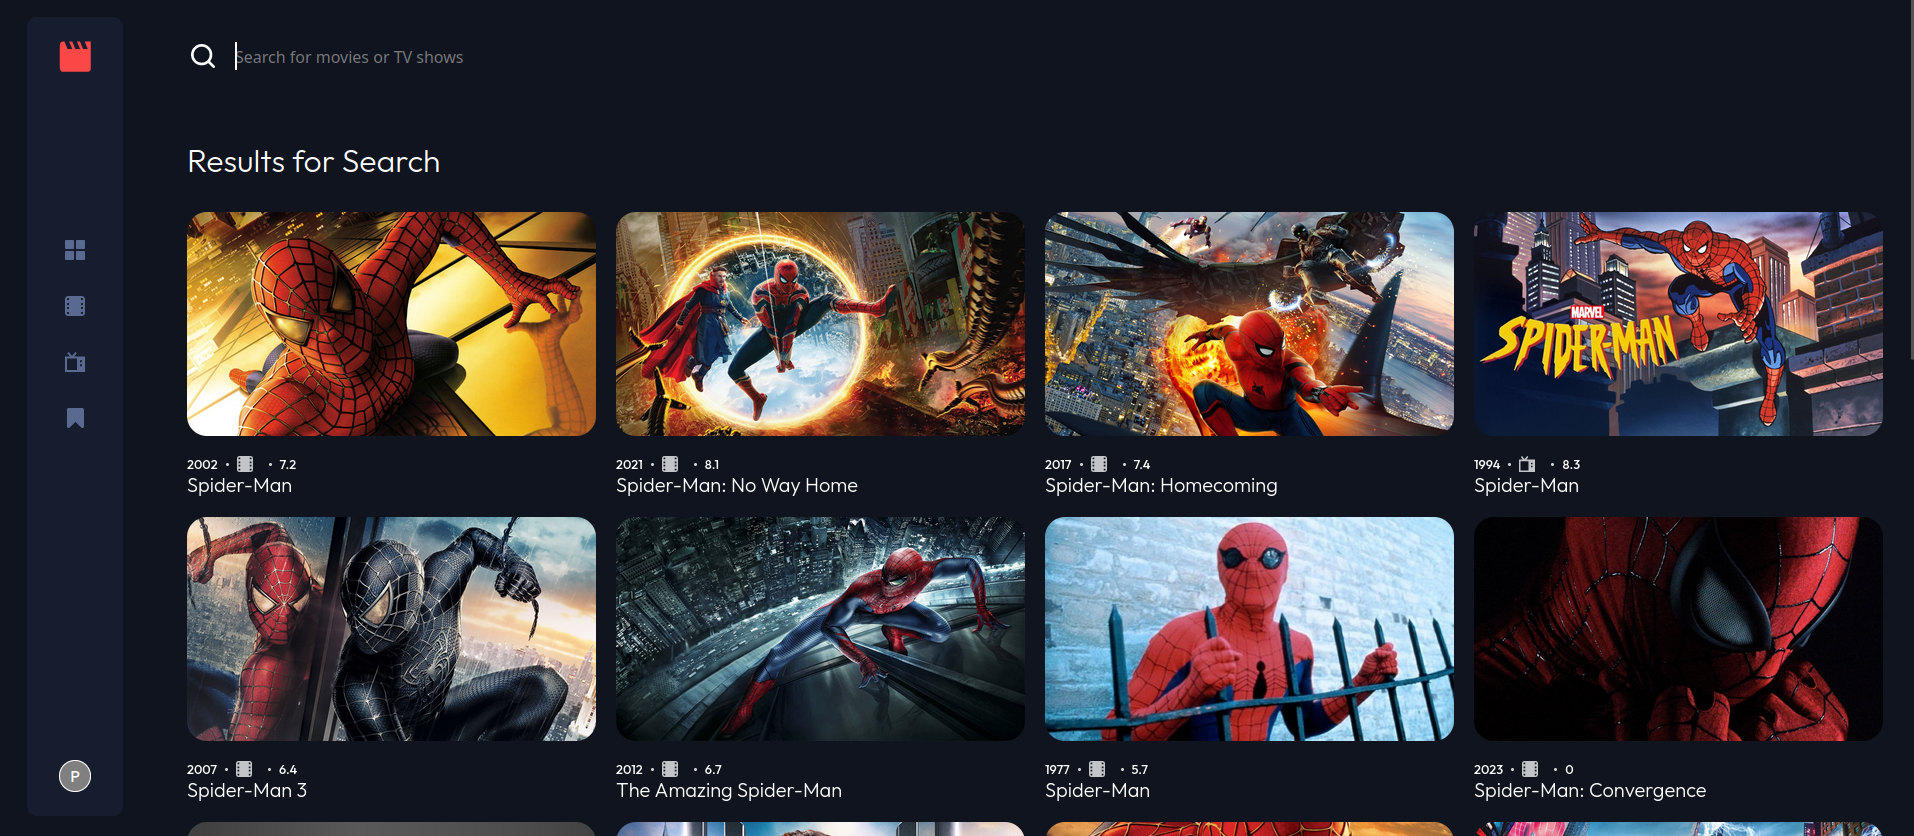 Search for movies or TV shows
Results for Search
MARVEL
SPIDER-MAN
2002 • • 7.2
Spider-Man
2021 • • 8.1
Spider-Man: No Way Home
2017 • • 7.4
Spider-Man: Homecoming
1994 • • 8.3
Spider-Man
2007 • • 6.4
Spider-Man 3
2012 • • 6.7
The Amazing Spider-Man
1977 • • 5.7
Spider-Man
2023 • • 0
Spider-Man: Convergence
P